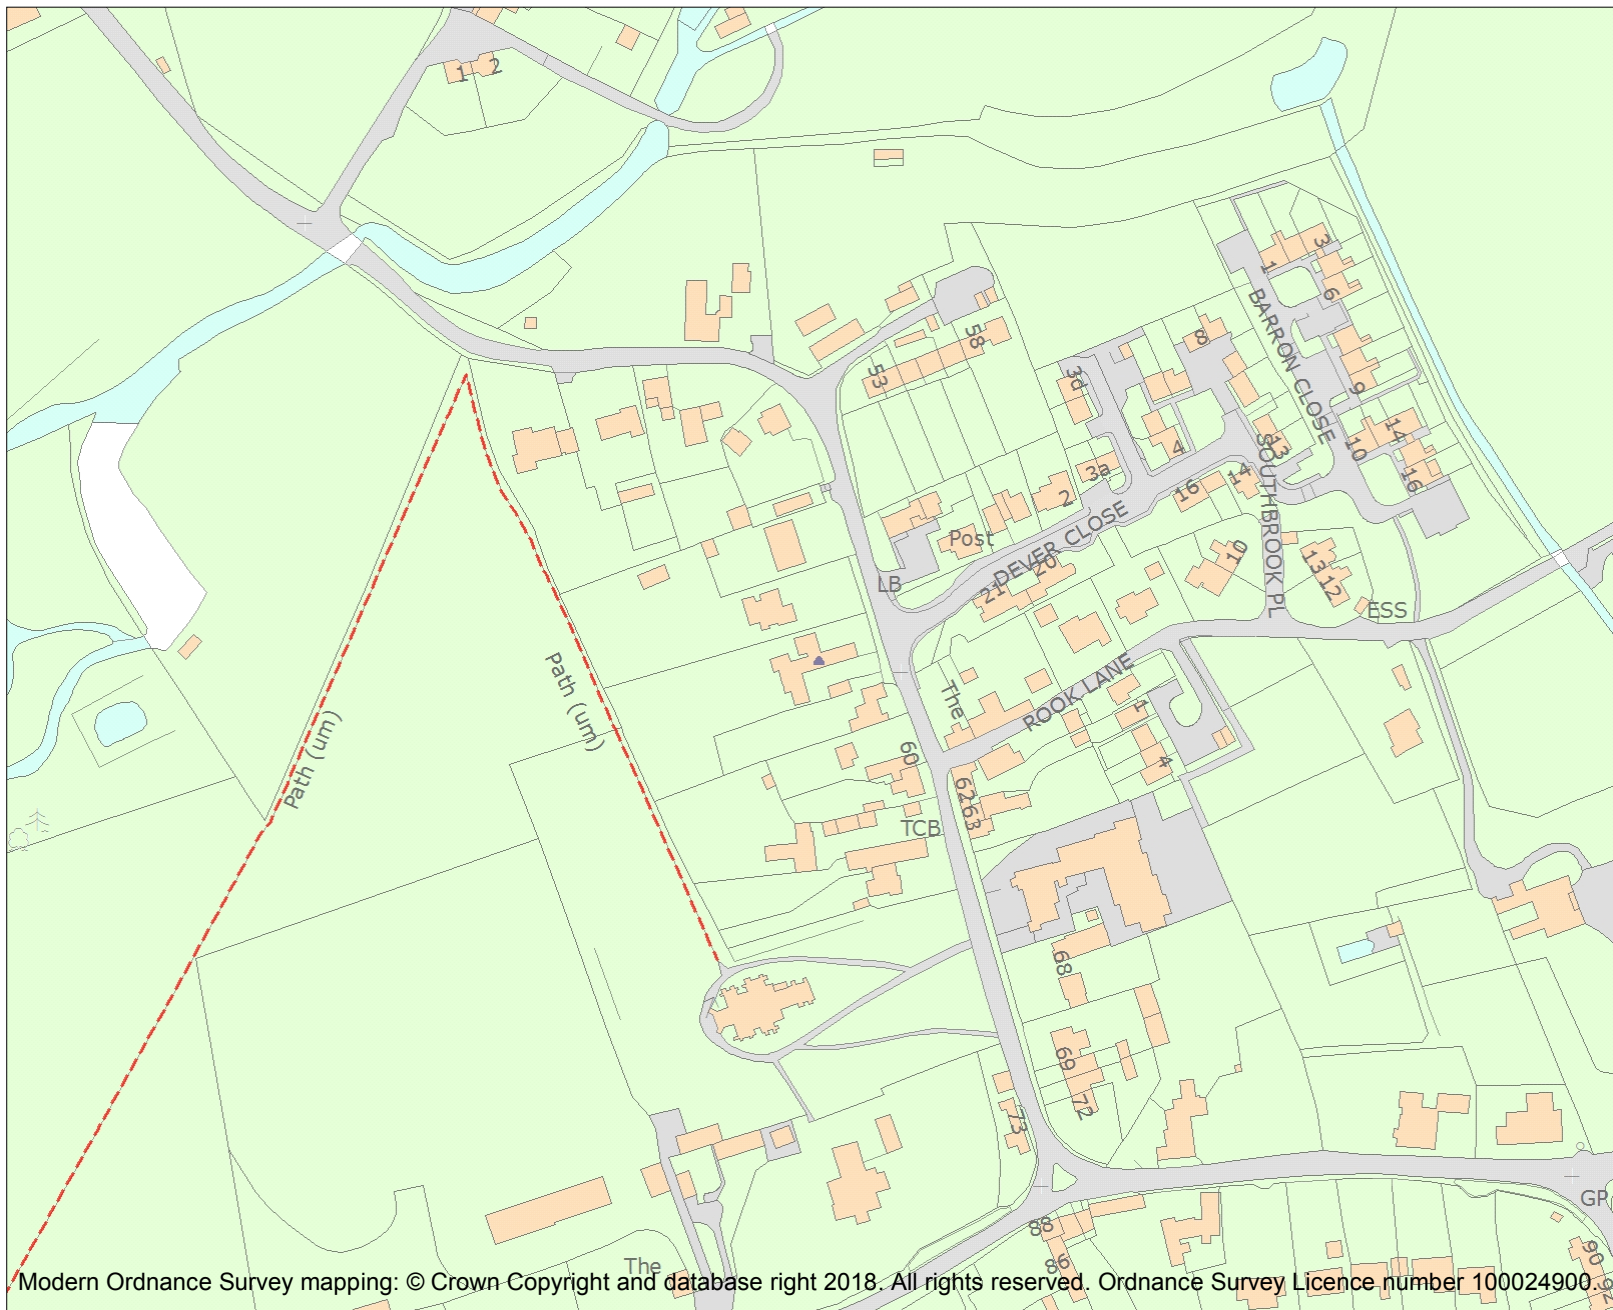 1
2
3
1
6
BARRON CLOSE
58
8
53
3d
9
14
10
4
13
SOUTHBROOK PL
3a
16
14
16
2
Post
DEVER CLOSE
20
10
LB
21
13
12
ESS
Path (um)
Path (um)
The
ROOK LANE
1
60
4
62
63
TCB
68
69
72
73
GP
88
The
86
90
92
Modern Ordnance Survey mapping: © Crown Copyright and database right 2018. All rights reserved. Ordnance Survey Licence number 100024900.